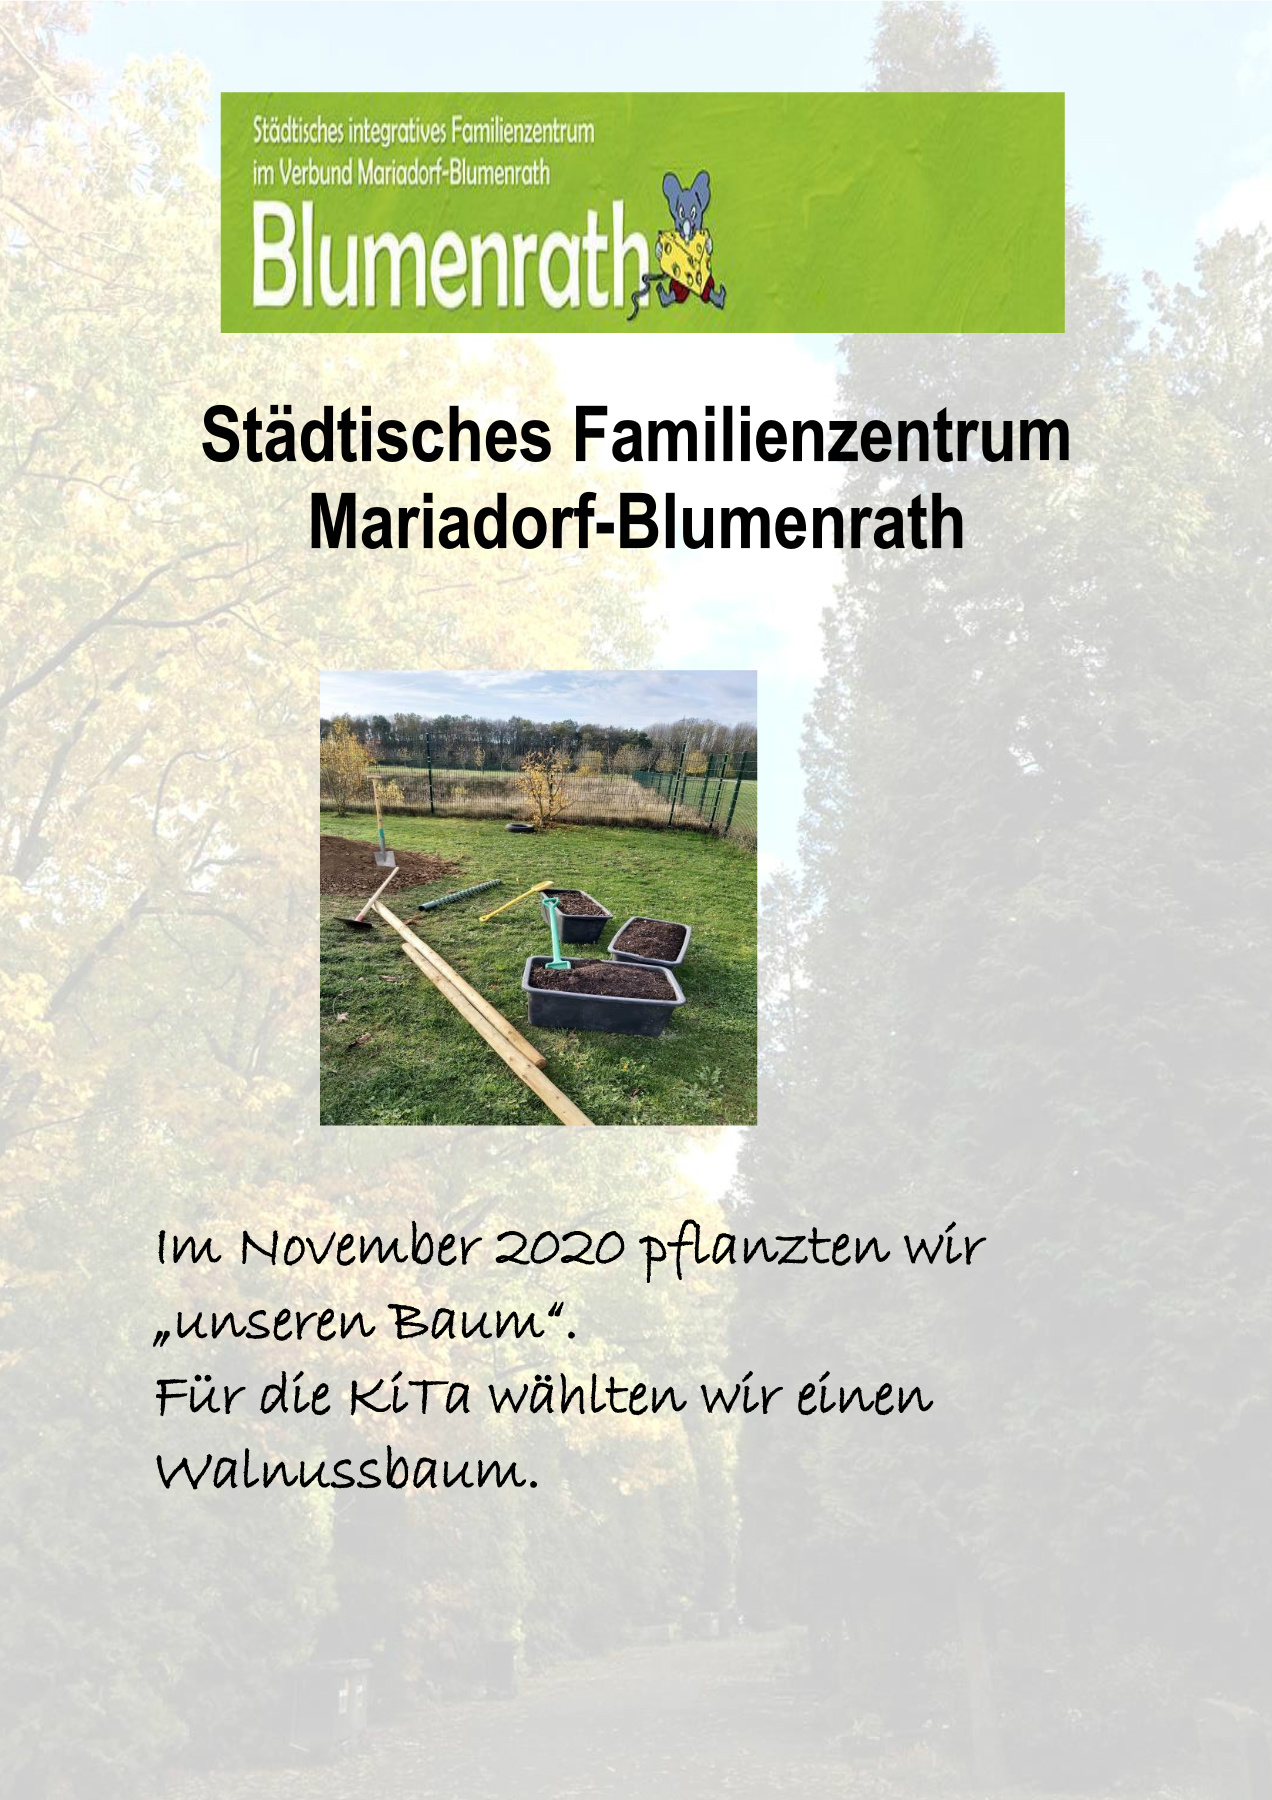 Städtisches integratives Familienzentrum
im Verbund Mariadorf-Blumenrath
Blumenrath
Städtisches Familienzentrum
Mariadorf-Blumenrath
Im November 2020 pflanzten wir
„unseren Baum“.
Für die KiTa wählten wir einen
Walnussbaum.